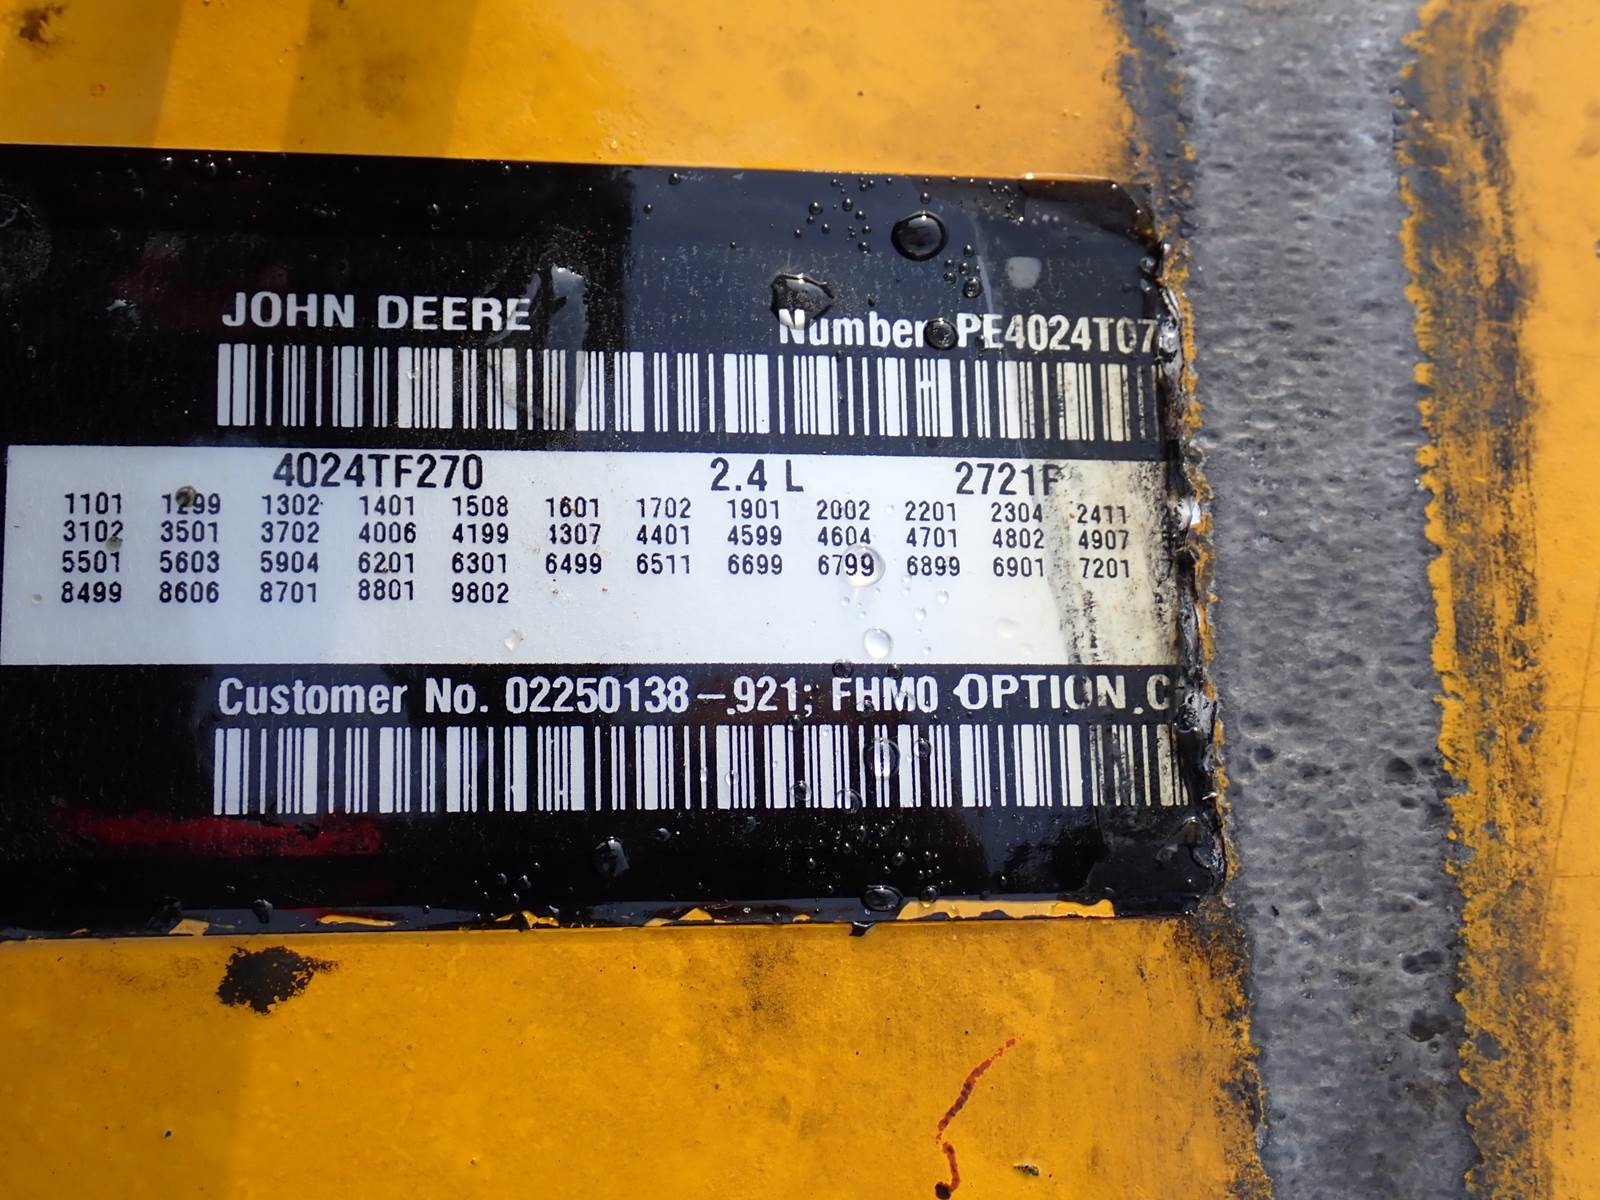 JOHN DEERE
Number PE4024T07
4024TF270 2.4 L 2721F
1101 1299 1302 1401 1508 1601 1702 1901 2002 2201 2304 2411
3102 3501 3702 4006 4199 4307 4401 4599 4604 4701 4802 4907
5501 5603 5904 6201 6301 6499 6511 6699 6799 6899 6901 7201
8499 8606 8701 8801 9802
Customer No. 02250138-921; FHM0 OPTION C